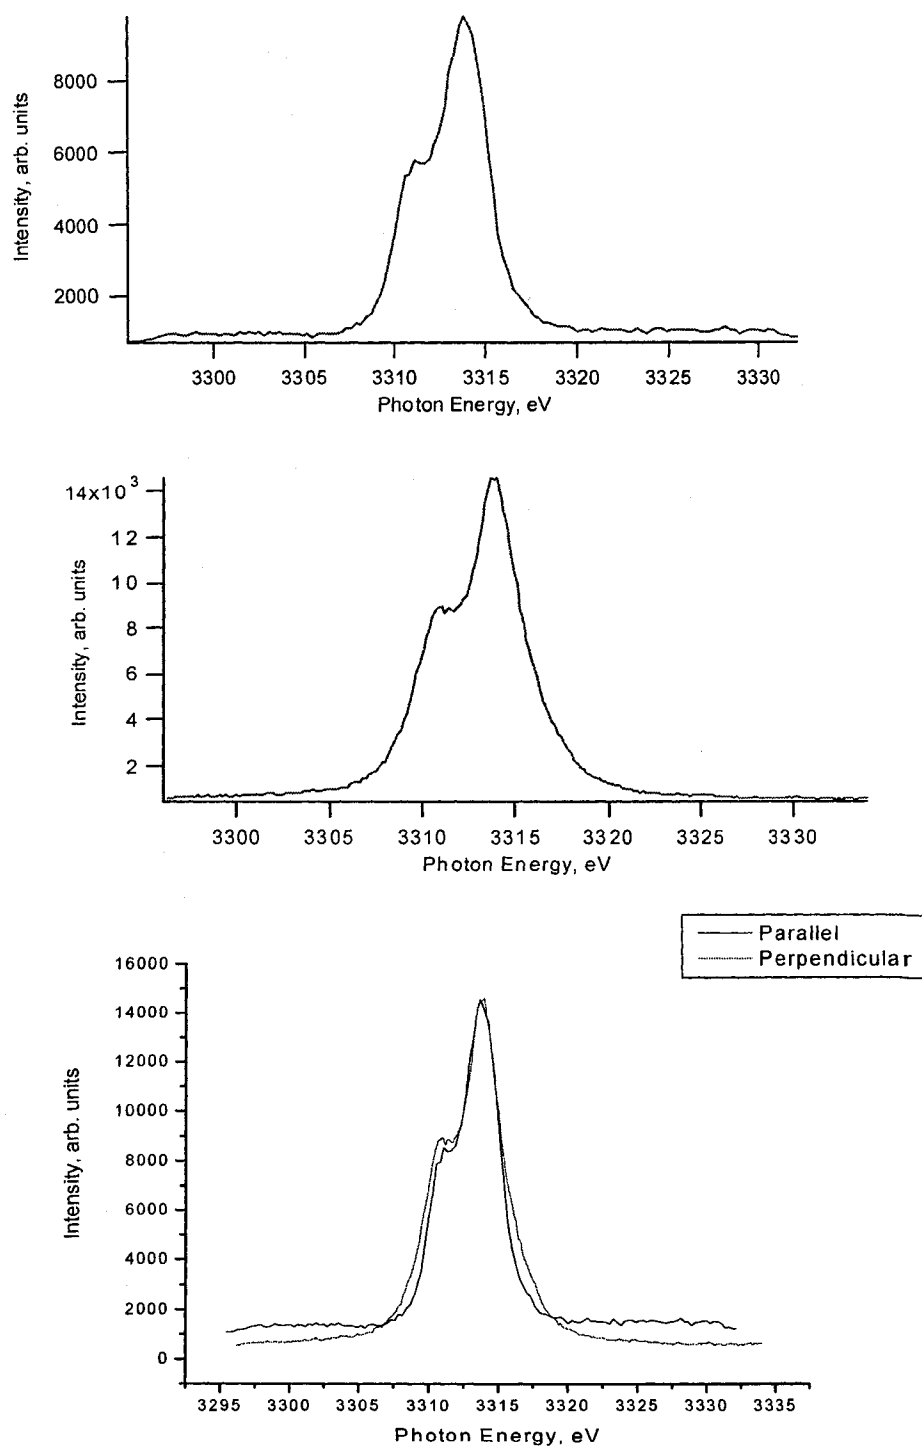 8000
6000
4000
2000
Intensity, arb. units
3300 3305 3310 3315 3320 3325 3330
Photon Energy, eV
14x10 3
12
10
8
6
4
2
Intensity, arb. units
3300 3305 3310 3315 3320 3325 3330
Photon Energy, eV
Parallel
Perpendicular
16000
14000
12000
10000
8000
6000
4000
2000
0
Intensity, arb. units
3295 3300 3305 3310 3315 3320 3325 3330 3335
Photon Energy, eV